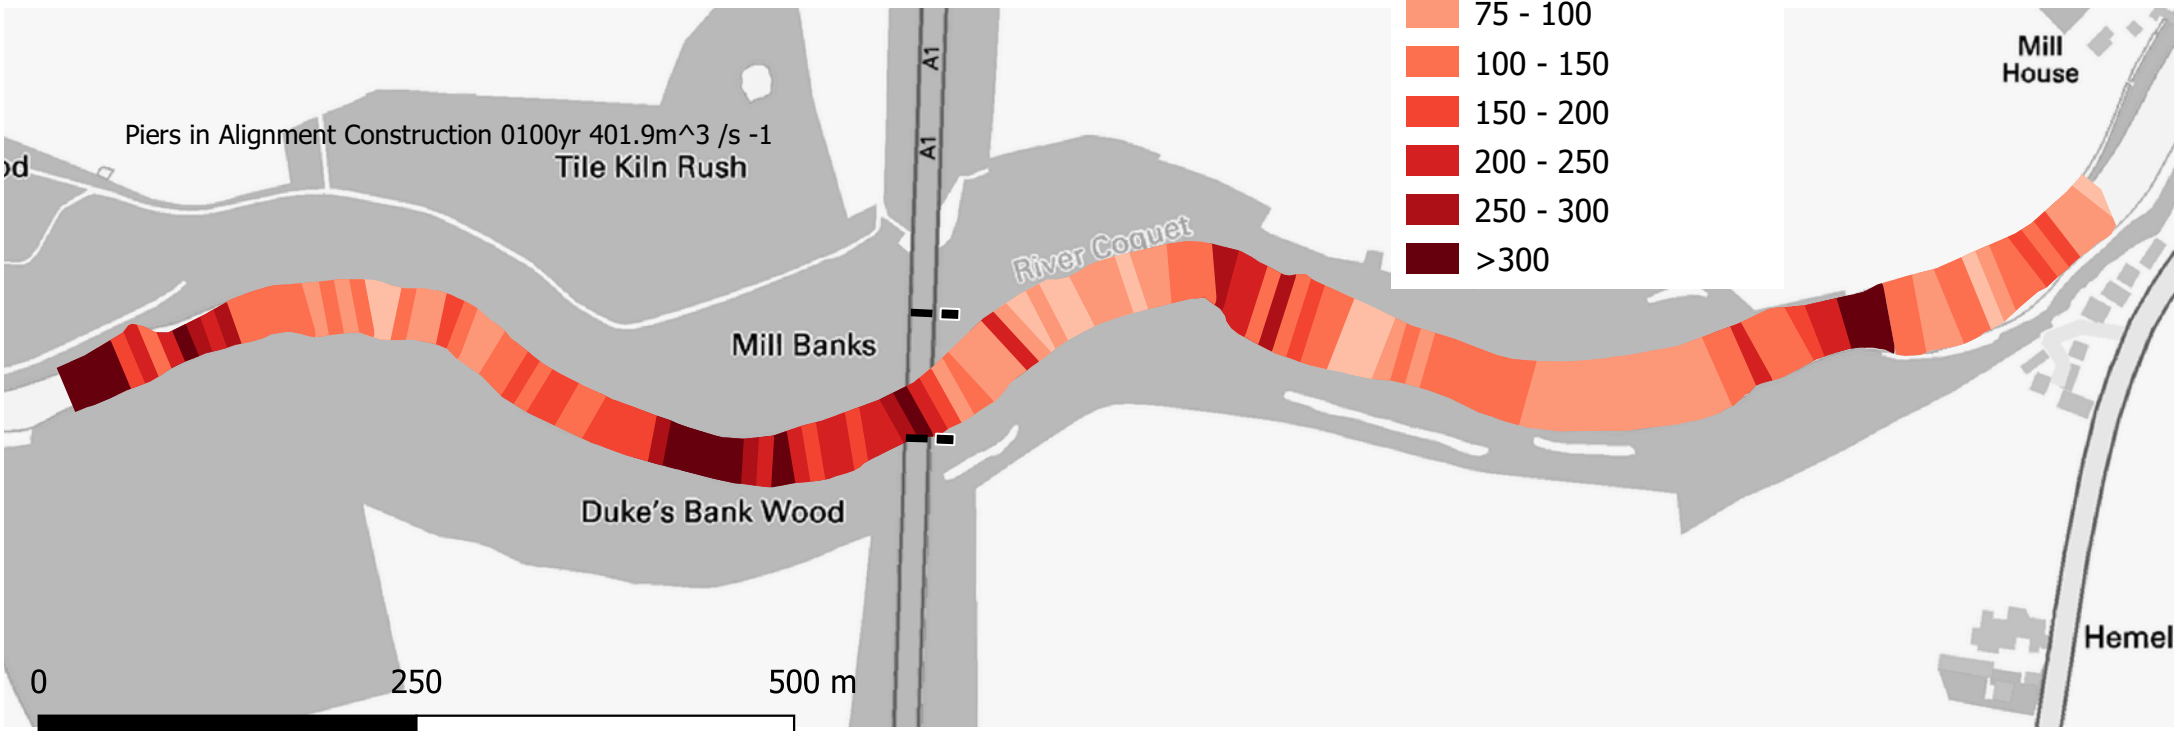 75 - 100
100 - 150
150 - 200
200 - 250
250 - 300
>300
Mill
House
A1
A1
Piers in Alignment Construction 0100yr 401.9m^3 /s -1
od
Tile Kiln Rush
River Coquet
Mill Banks
Duke's Bank Wood
Hemel
0 250 500 m